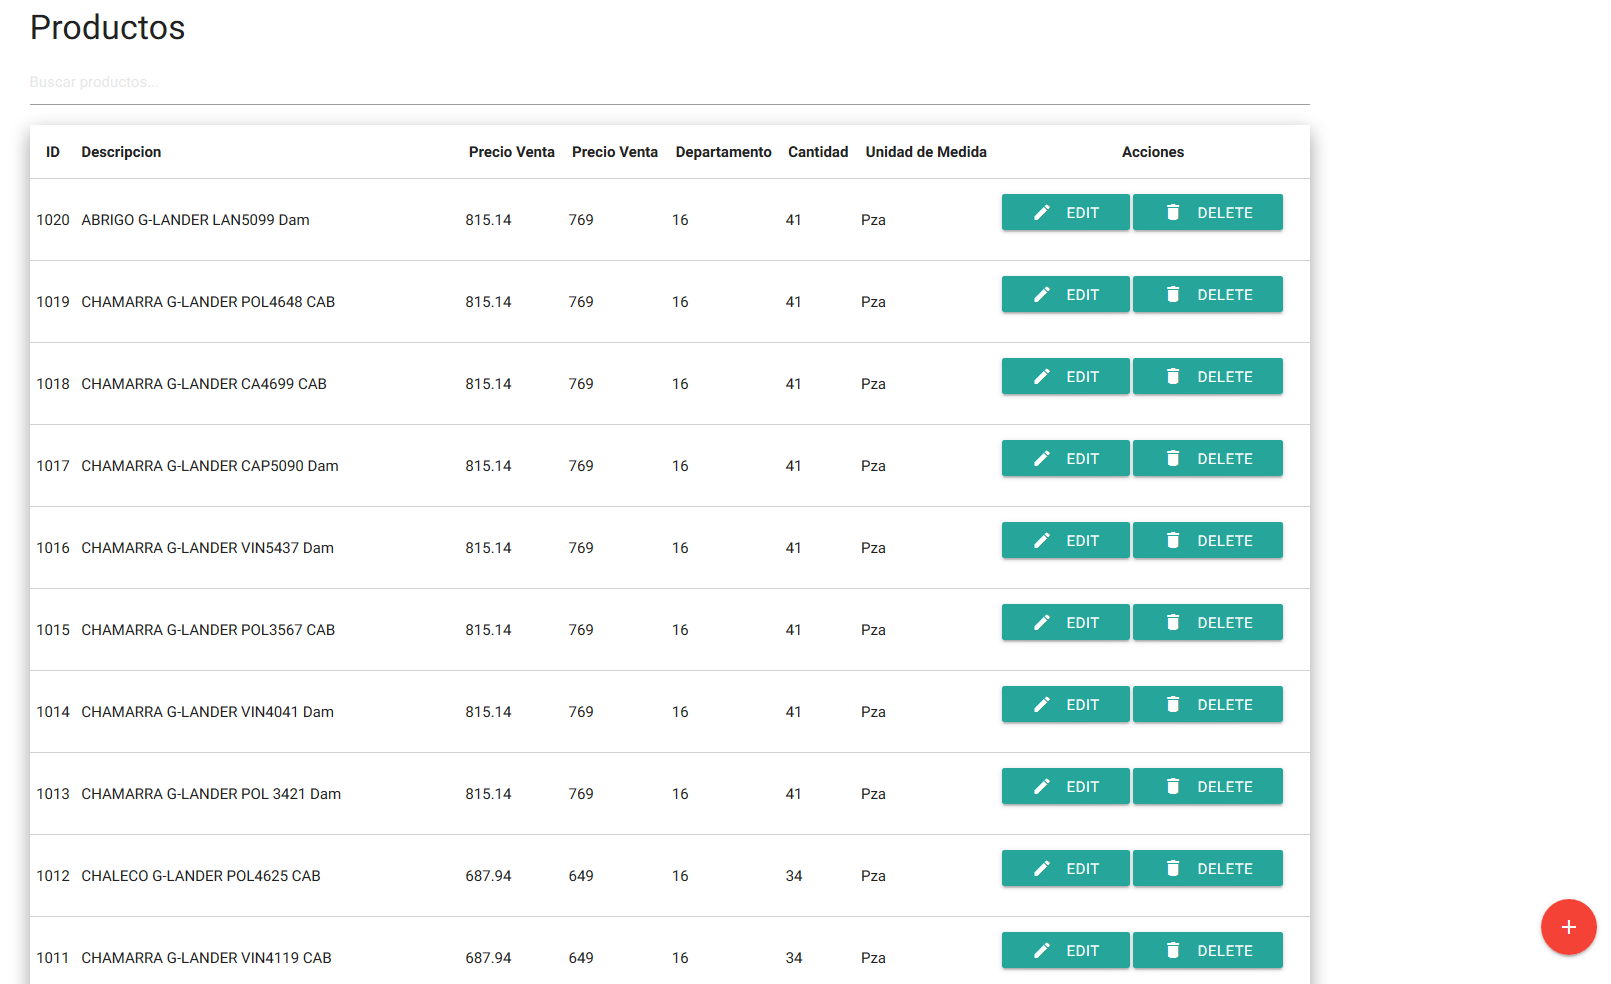 Productos
Buscar productos...
ID Descripcion Precio Venta Precio Venta Departamento Cantidad Unidad de Medida Acciones
1020 ABRIGO G-LANDER LAN5099 Dam 815.14 769 16 41 Pza EDIT DELETE
1019 CHAMARRA G-LANDER POL4648 CAB 815.14 769 16 41 Pza EDIT DELETE
1018 CHAMARRA G-LANDER CA4699 CAB 815.14 769 16 41 Pza EDIT DELETE
1017 CHAMARRA G-LANDER CAP5090 Dam 815.14 769 16 41 Pza EDIT DELETE
1016 CHAMARRA G-LANDER VIN5437 Dam 815.14 769 16 41 Pza EDIT DELETE
1015 CHAMARRA G-LANDER POL3567 CAB 815.14 769 16 41 Pza EDIT DELETE
1014 CHAMARRA G-LANDER VIN4041 Dam 815.14 769 16 41 Pza EDIT DELETE
1013 CHAMARRA G-LANDER POL 3421 Dam 815.14 769 16 41 Pza EDIT DELETE
1012 CHALECO G-LANDER POL4625 CAB 687.94 649 16 34 Pza EDIT DELETE
1011 CHAMARRA G-LANDER VIN4119 CAB 687.94 649 16 34 Pza EDIT DELETE
+